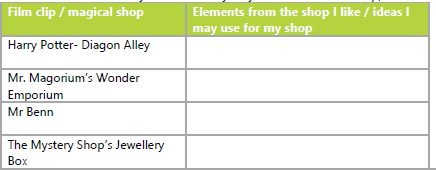 Film clip / magical shop
Elements from the shop I like / ideas I
may use for my shop
Harry Potter- Diagon Alley
Mr. Magorium's Wonder
Emporium
Mr Benn
The Mystery Shop's Jewellery
Box